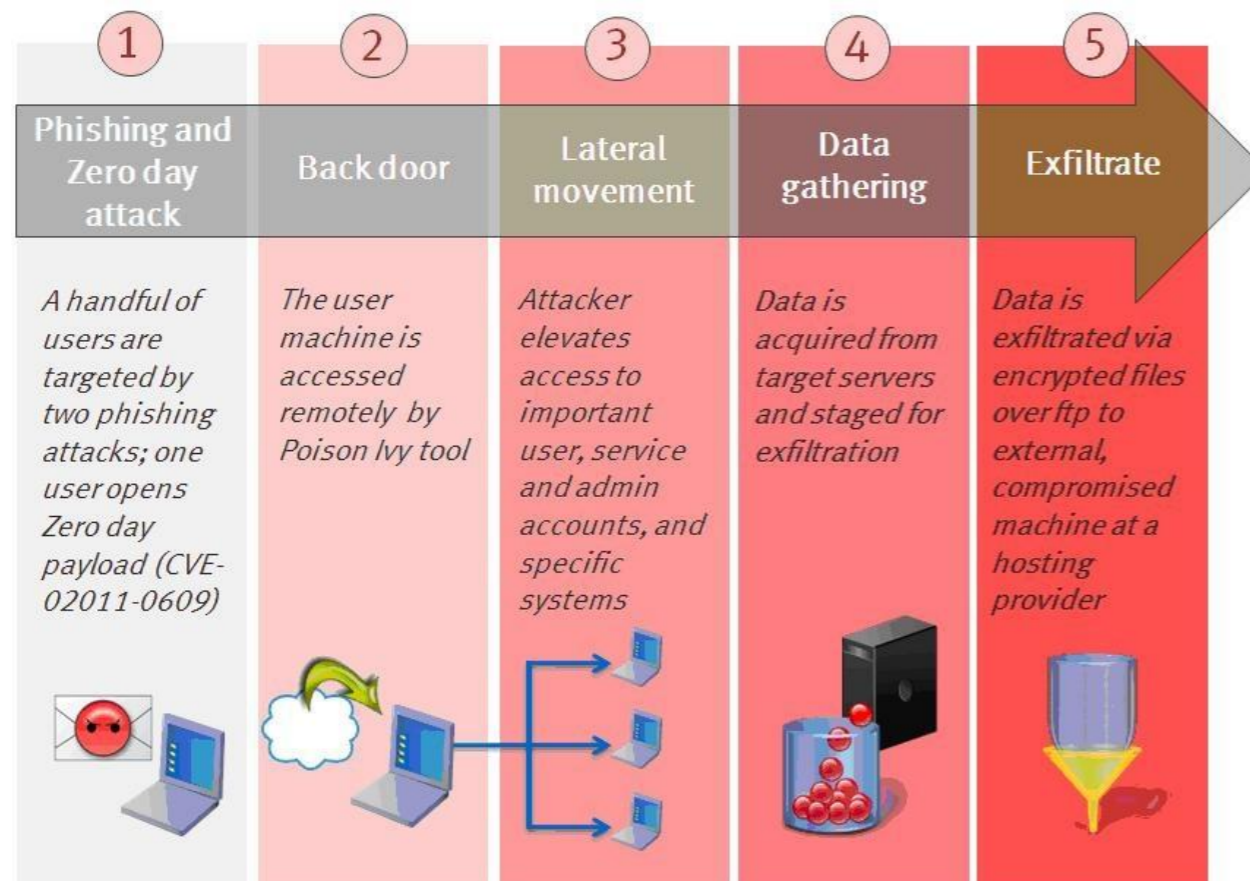 1
Phishing and
Zero day
attack
A handful of
users are
targeted by
two phishing
attacks; one
user opens
Zero day
payload (CVE-
02011-0609)
2
Back door
The user
machine is
accessed
remotely by
Poison Ivy tool
3
Lateral
movement
Attacker
elevates
access to
important
user, service
and admin
accounts, and
specific
systems
4
Data
gathering
Data is
acquired from
target servers
and staged for
exfiltration
5
Exfiltrate
Data is
exfiltrated via
encrypted files
over ftp to
external,
compromised
machine at a
hosting
provider